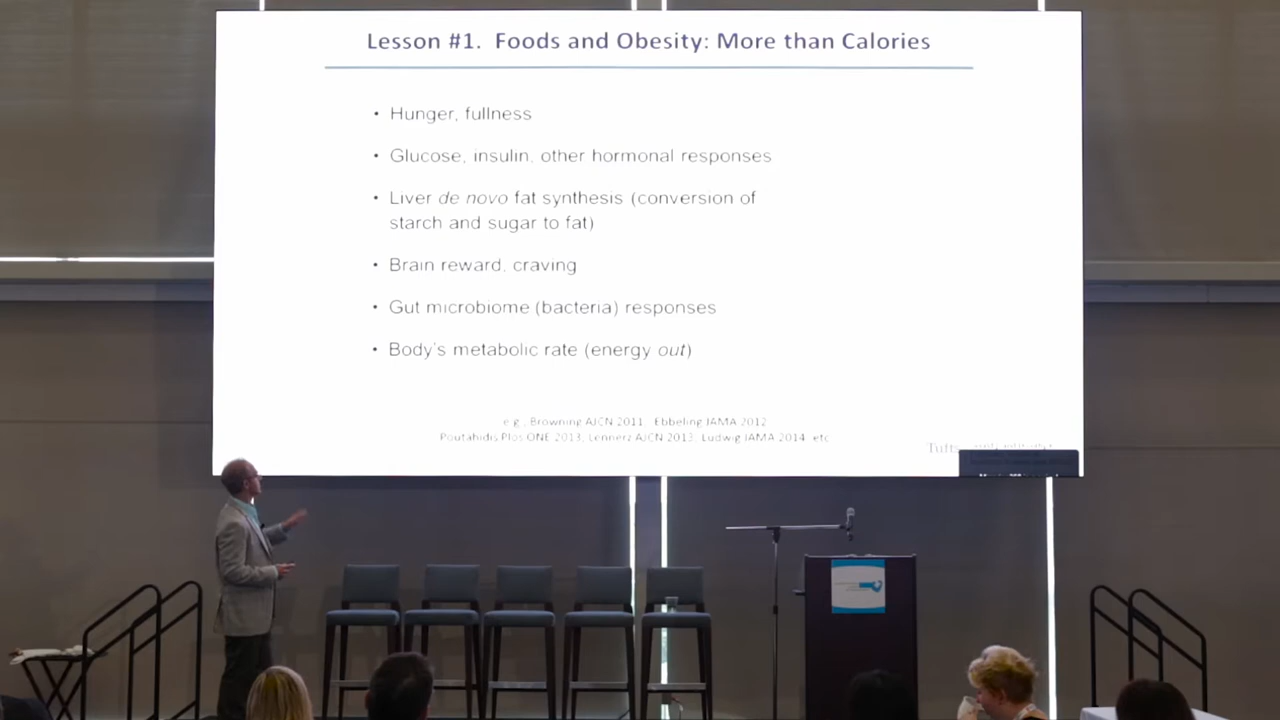 Lesson #1. Foods and Obesity: More than Calories
• Hunger, fullness
• Glucose, insulin, other hormonal responses
• Liver de novo fat synthesis (conversion of
starch and sugar to fat)
• Brain reward, craving
• Gut microbiome (bacteria) responses
• Body's metabolic rate (energy out)
e.g., Browning AJCN 2011, Ebbeling JAMA 2012
Poutahidis Plos ONE 2013, Lennerz AJCN 2013, Ludwig JAMA 2014, etc
Tufts